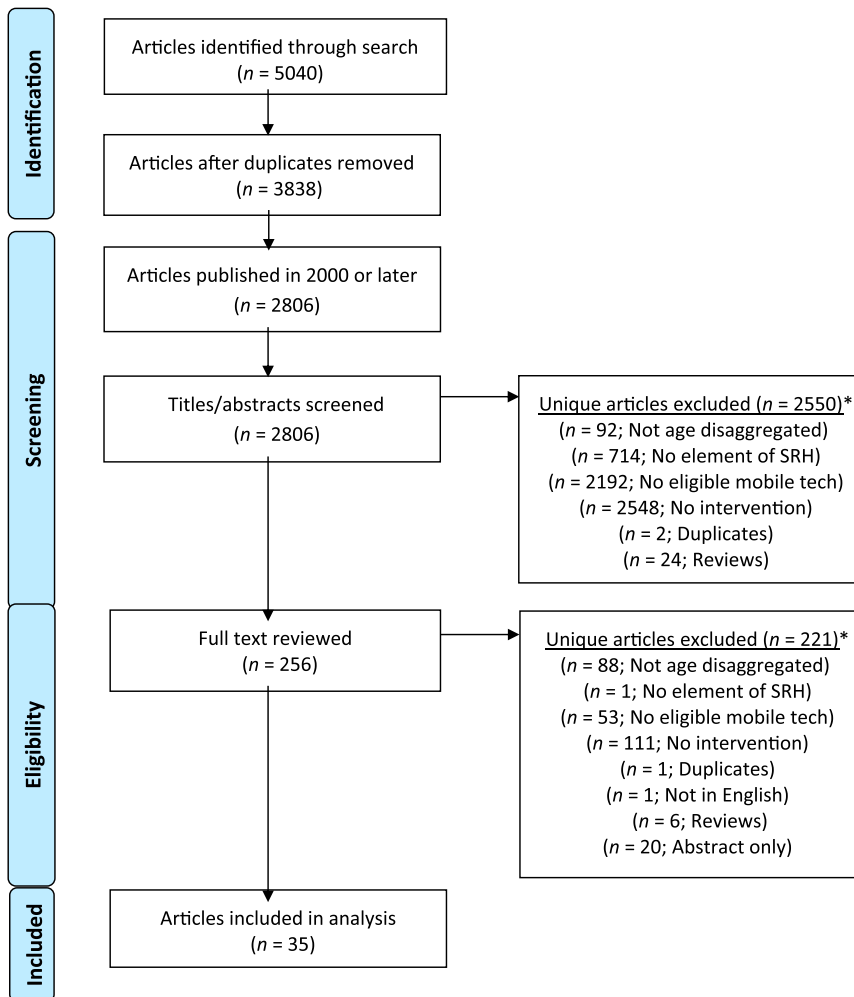 Identification
Articles identified through search
(n = 5040)
Articles after duplicates removed
(n = 3838)
Screening
Articles published in 2000 or later
(n = 2806)
Titles/abstracts screened
(n = 2806)
Unique articles excluded (n = 2550)*
(n = 92; Not age disaggregated)
(n = 714; No element of SRH)
(n = 2192; No eligible mobile tech)
(n = 2548; No intervention)
(n = 2; Duplicates)
(n = 24; Reviews)
Eligibility
Full text reviewed
(n = 256)
Unique articles excluded (n = 221)*
(n = 88; Not age disaggregated)
(n = 1; No element of SRH)
(n = 53; No eligible mobile tech)
(n = 111; No intervention)
(n = 1; Duplicates)
(n = 1; Not in English)
(n = 6; Reviews)
(n = 20; Abstract only)
Included
Articles included in analysis
(n = 35)